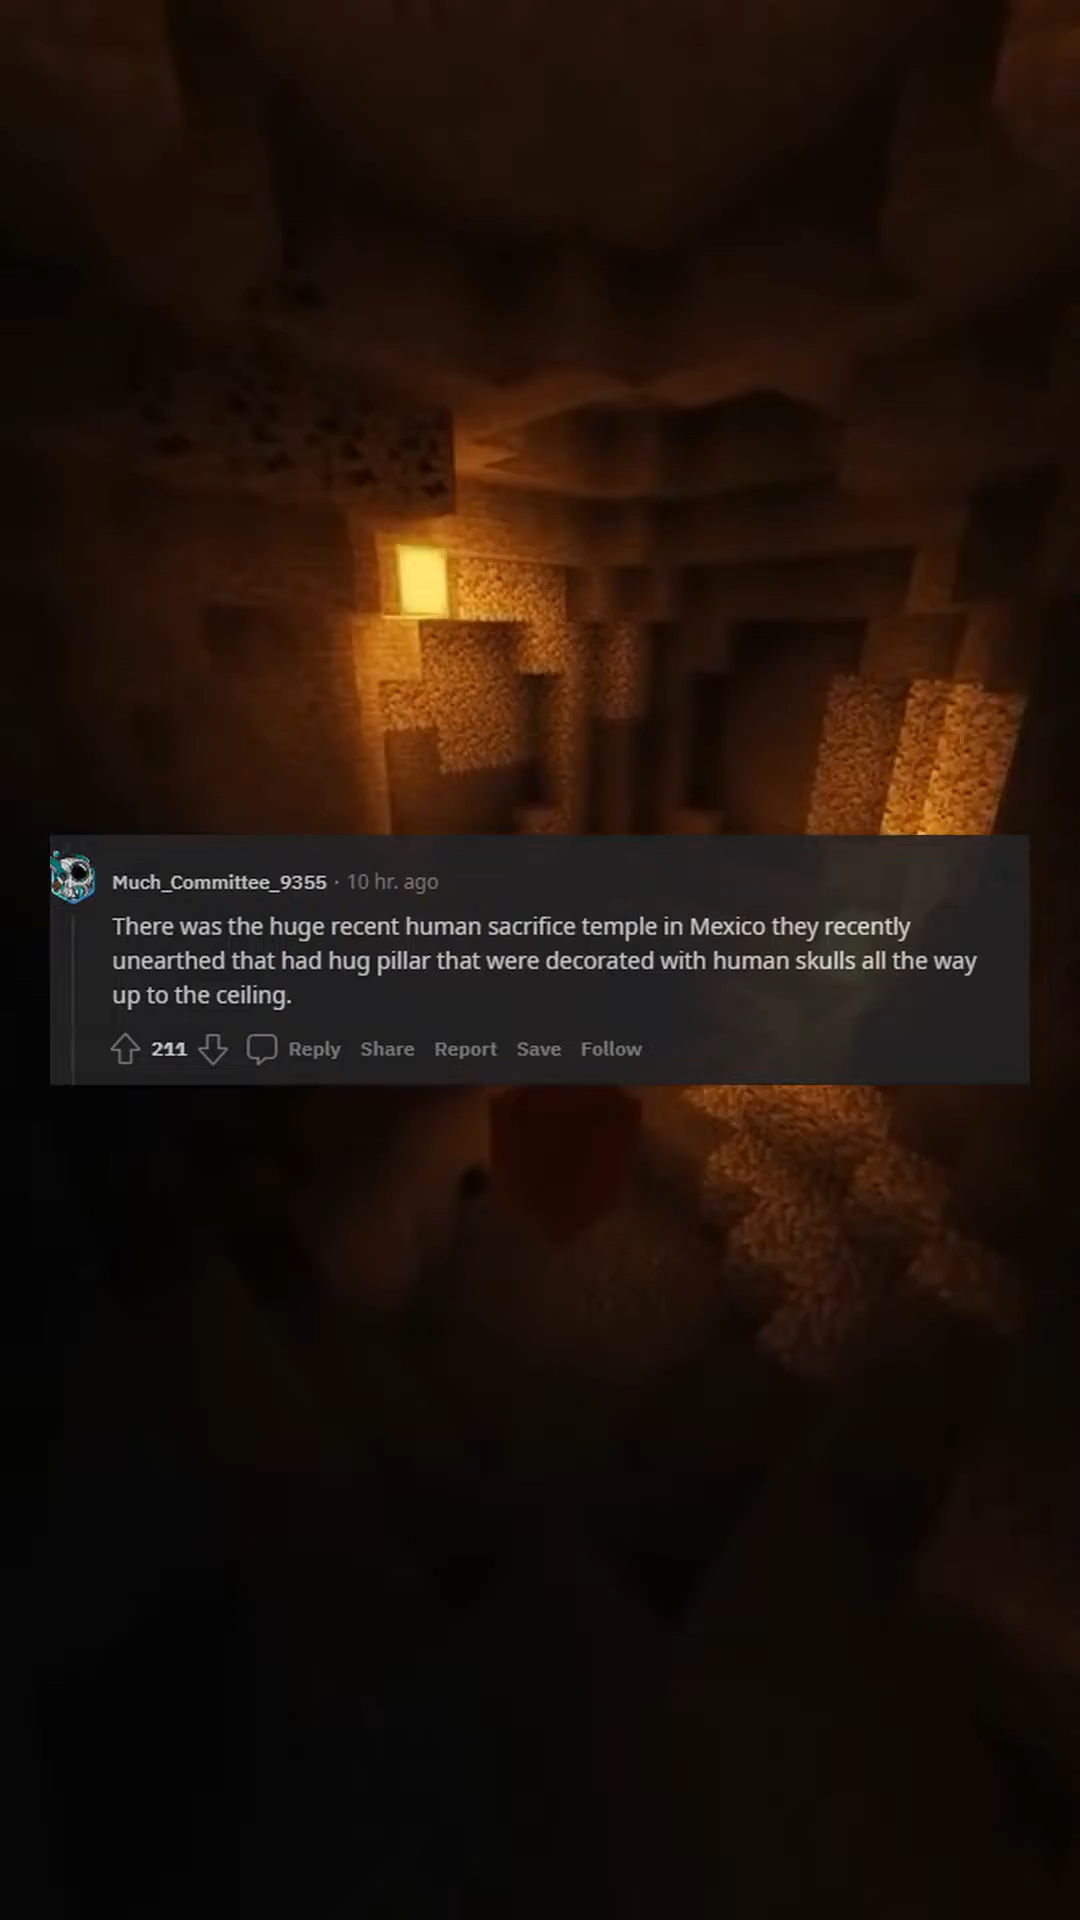 Much_Committee_9355 · 10 hr. ago
There was the huge recent human sacrifice temple in Mexico they recently
unearthed that had hug pillar that were decorated with human skulls all the way
up to the ceiling.
211 Reply Share Report Save Follow